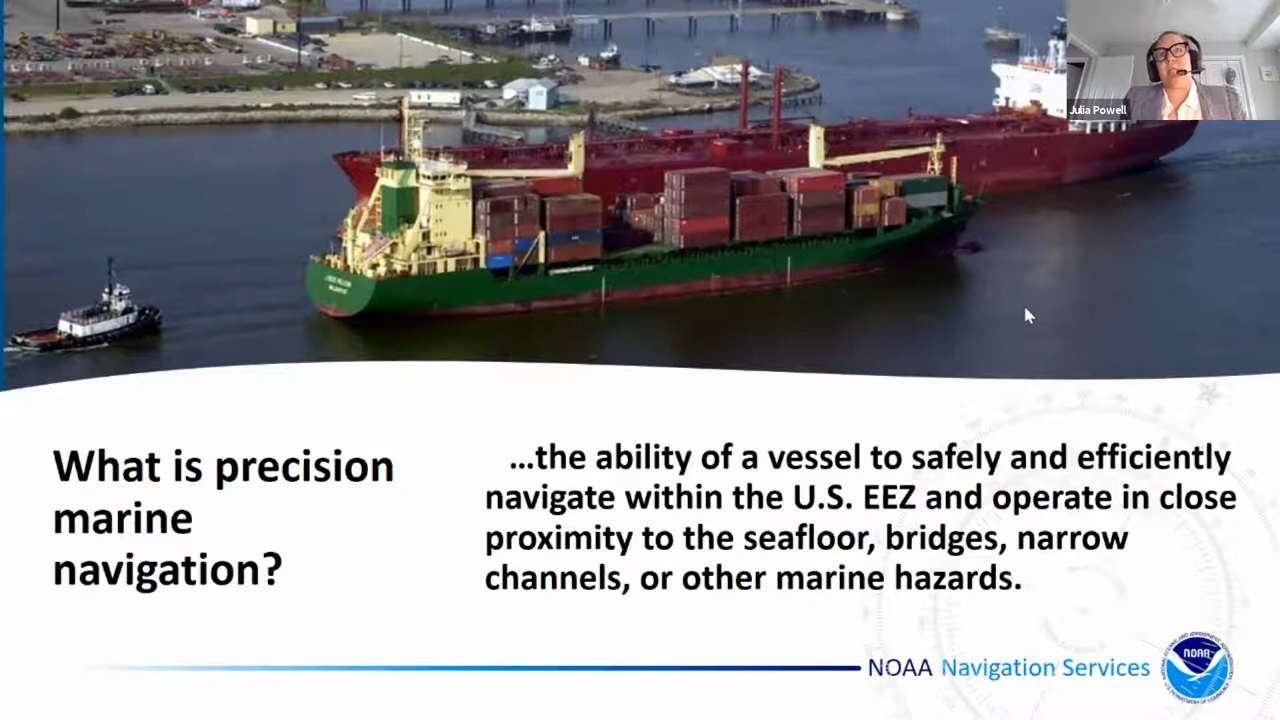 Julia Powell
What is precision
marine
navigation?
...the ability of a vessel to safely and efficiently
navigate within the U.S. EEZ and operate in close
proximity to the seafloor, bridges, narrow
channels, or other marine hazards.
NOAA Navigation Services
NOAA